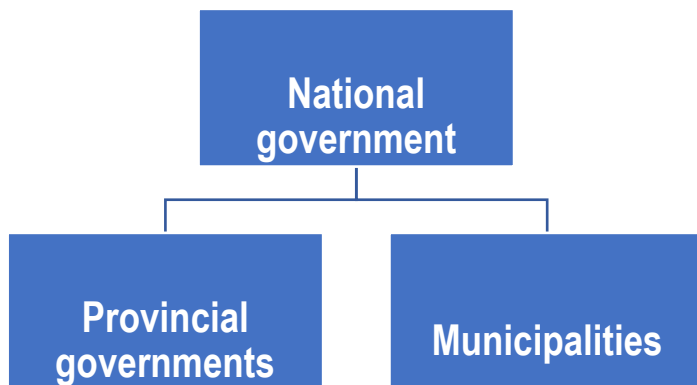 National
government
Provincial
governments
Municipalities